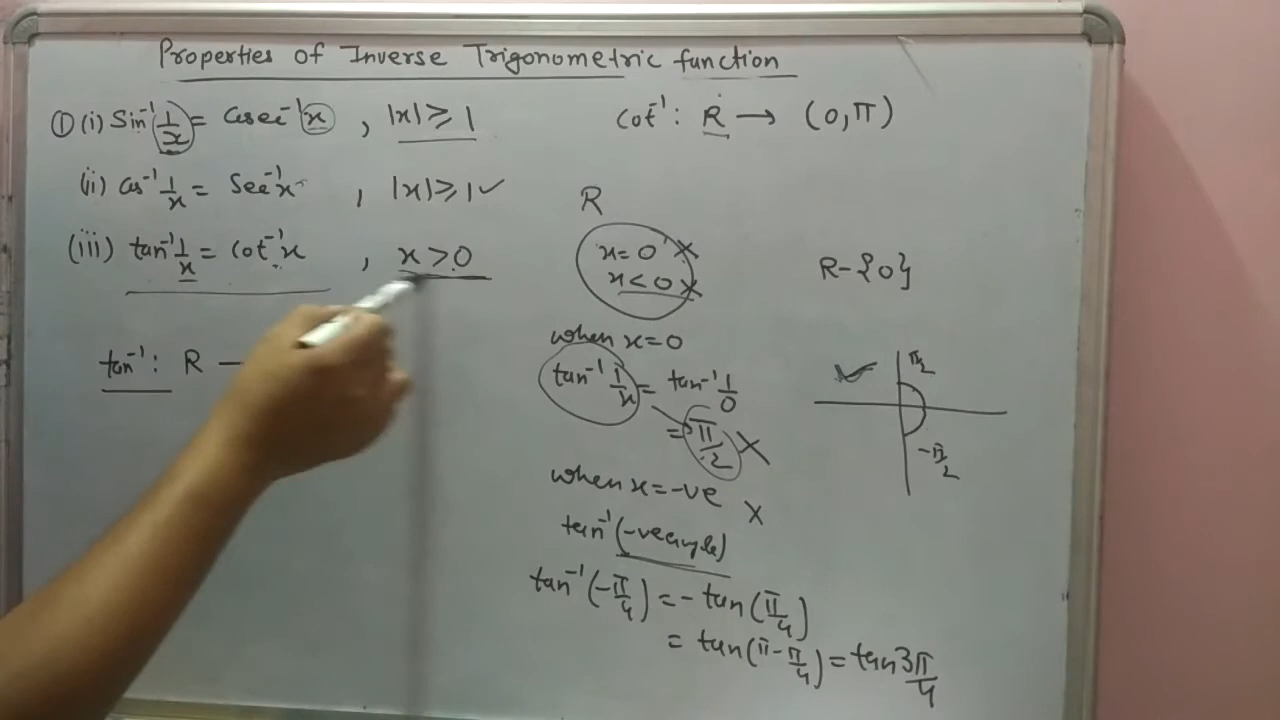 Properties of Inverse Trigonometric function
① (i) Sin⁻¹(1/x) = Cosec⁻¹x , |x| ≥ 1
(ii) Cos⁻¹ 1/x = Sec⁻¹x , |x| ≥ 1 ✓
(iii) tan⁻¹ 1/x = Cot⁻¹x , x > 0
tan⁻¹ : R —
Cot⁻¹ : R → (0, π)
R
x = 0 ×
x < 0 ×
R - {0}
when x = 0
tan⁻¹ 1/x = tan⁻¹ 1/0
= π/2 ×
✓
π/2
-π/2
when x = -ve ×
tan⁻¹(-ve angle)
tan⁻¹(-π/4) = - tan(π/4)
= tan(π - π/4) = tan 3π/4